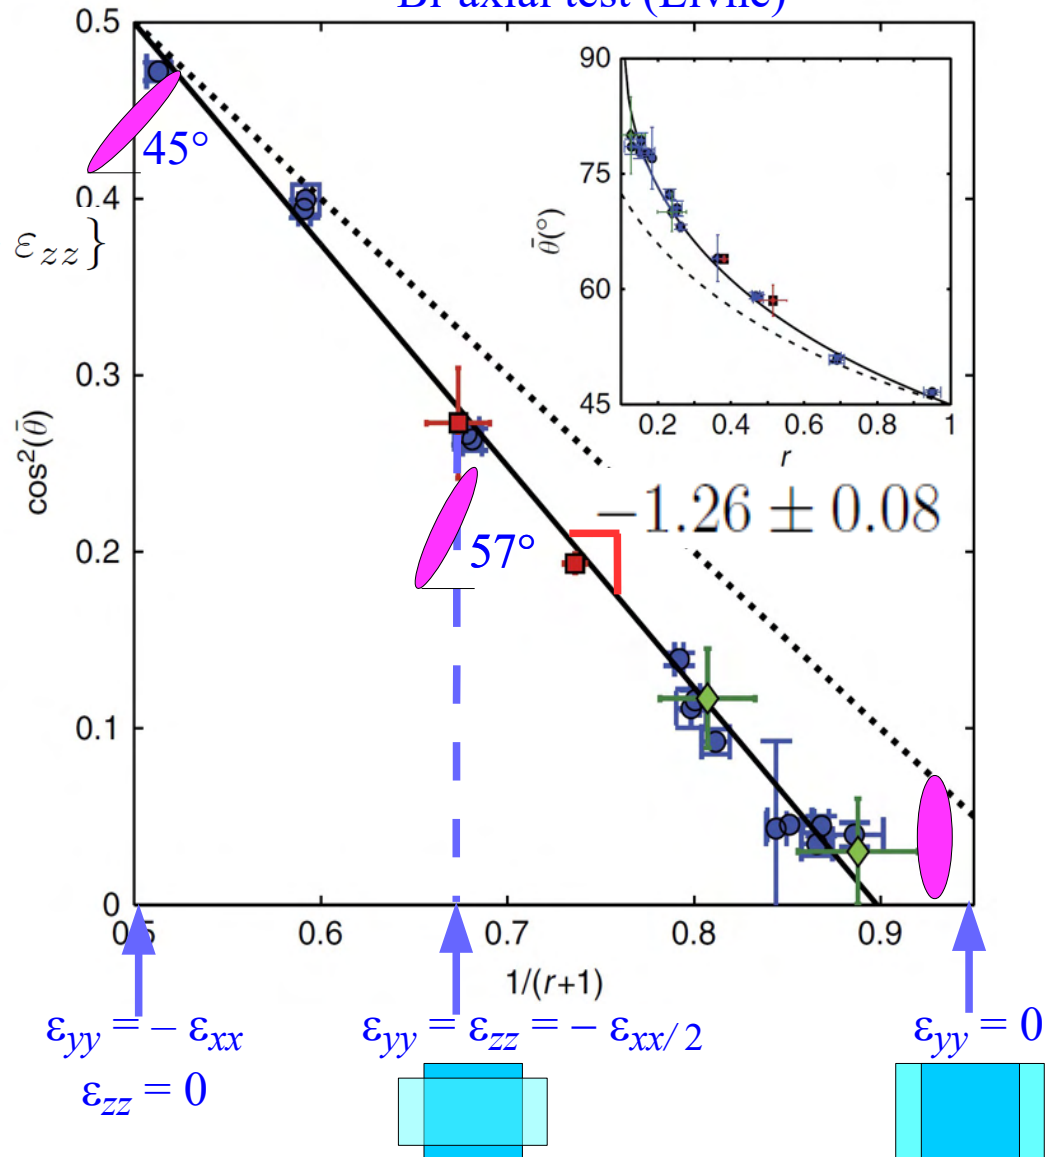 Bi-axial test (Livne)
0.5
0.4
0.3
0.2
0.1
0
cos²(θ̄)
45°
ε_zz}
90
75
60
45
θ̄(°)
0.2 0.4 0.6 0.8 1
r
−1.26 ± 0.08
57°
0.5 0.6 0.7 0.8 0.9
1/(r+1)
ε_yy = − ε_xx
ε_zz = 0
ε_yy = ε_zz = − ε_xx/2
ε_yy = 0